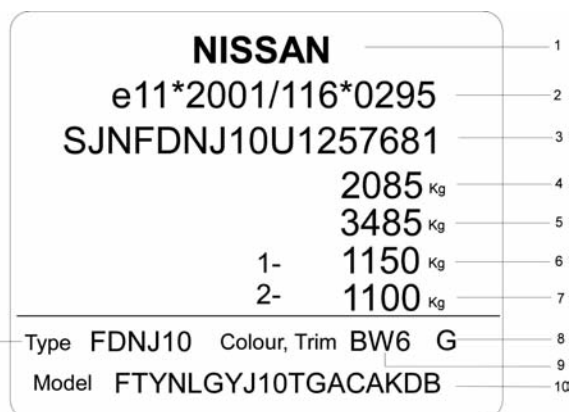 NISSAN 1
e11*2001/116*0295 2
SJNFDNJ10U1257681 3
2085 Kg 4
3485 Kg 5
1- 1150 Kg 6
2- 1100 Kg 7
Type FDNJ10 Colour, Trim BW6 G 8
9
Model FTYNLGYJ10TGACAKDB 10